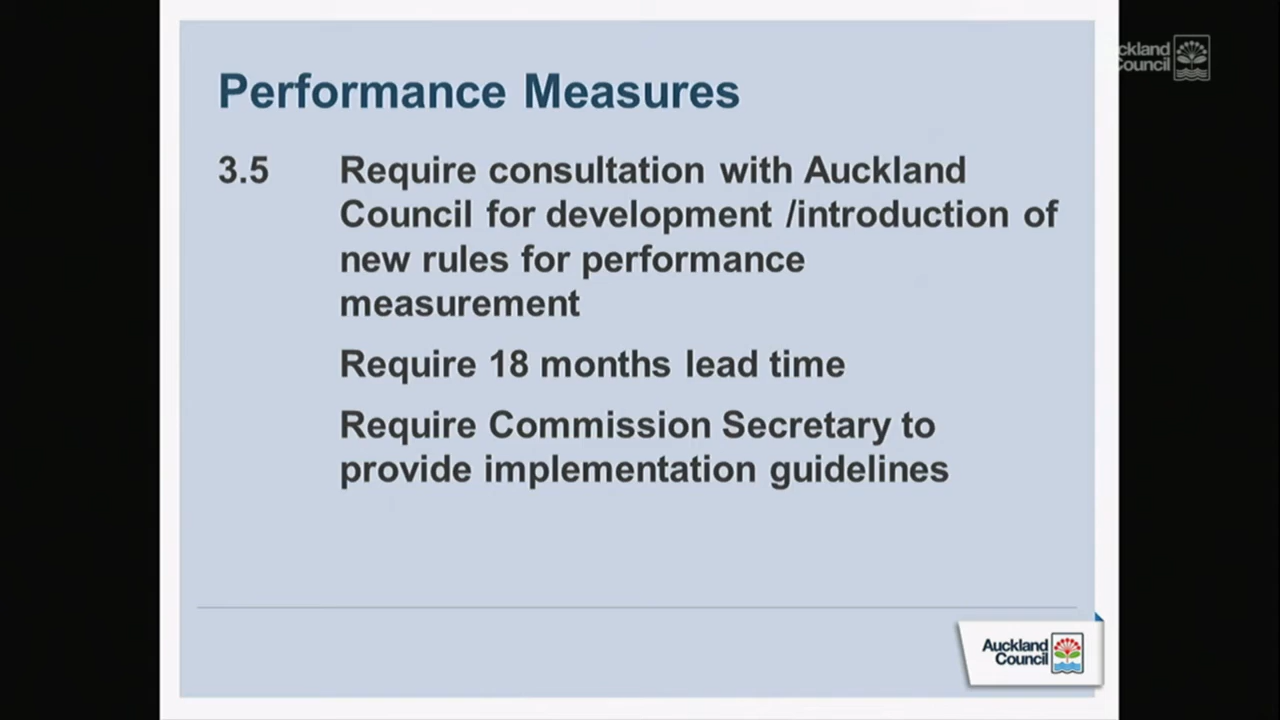 Performance Measures
3.5 Require consultation with Auckland
Council for development /introduction of
new rules for performance
measurement
Require 18 months lead time
Require Commission Secretary to
provide implementation guidelines
Auckland
Council
ckland
Council